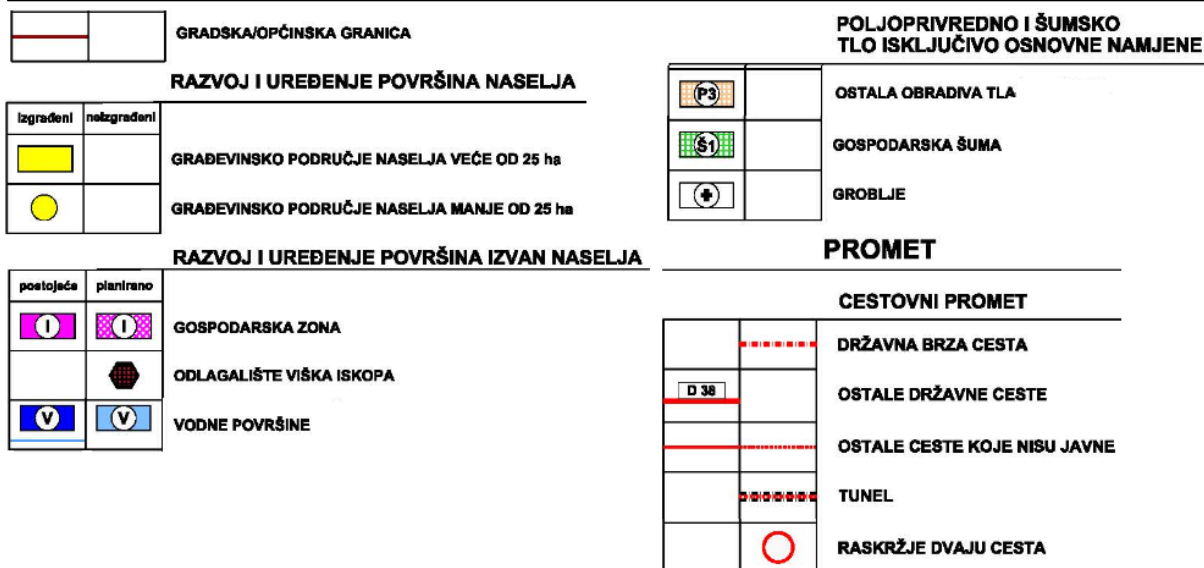 GRADSKA/OPĆINSKA GRANICA
RAZVOJ I UREĐENJE POVRŠINA NASELJA
izgrađeni neizgrađeni
GRAĐEVINSKO PODRUČJE NASELJA VEĆE OD 25 ha
GRAĐEVINSKO PODRUČJE NASELJA MANJE OD 25 ha
RAZVOJ I UREĐENJE POVRŠINA IZVAN NASELJA
postojeće planirano
I I GOSPODARSKA ZONA
ODLAGALIŠTE VIŠKA ISKOPA
V V VODNE POVRŠINE
POLJOPRIVREDNO I ŠUMSKO
TLO ISKLJUČIVO OSNOVNE NAMJENE
P3 OSTALA OBRADIVA TLA
Š1 GOSPODARSKA ŠUMA
GROBLJE
PROMET
CESTOVNI PROMET
DRŽAVNA BRZA CESTA
D 38 OSTALE DRŽAVNE CESTE
OSTALE CESTE KOJE NISU JAVNE
TUNEL
RASKRŽJE DVAJU CESTA